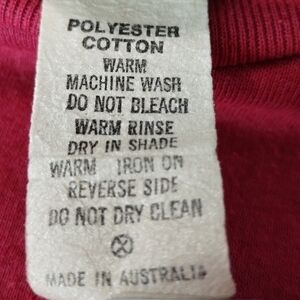 POLYESTER
COTTON
WARM
MACHINE WASH
DO NOT BLEACH
WARM RINSE
DRY IN SHADE
WARM IRON ON
REVERSE SIDE
DO NOT DRY CLEAN
MADE IN AUSTRALIA